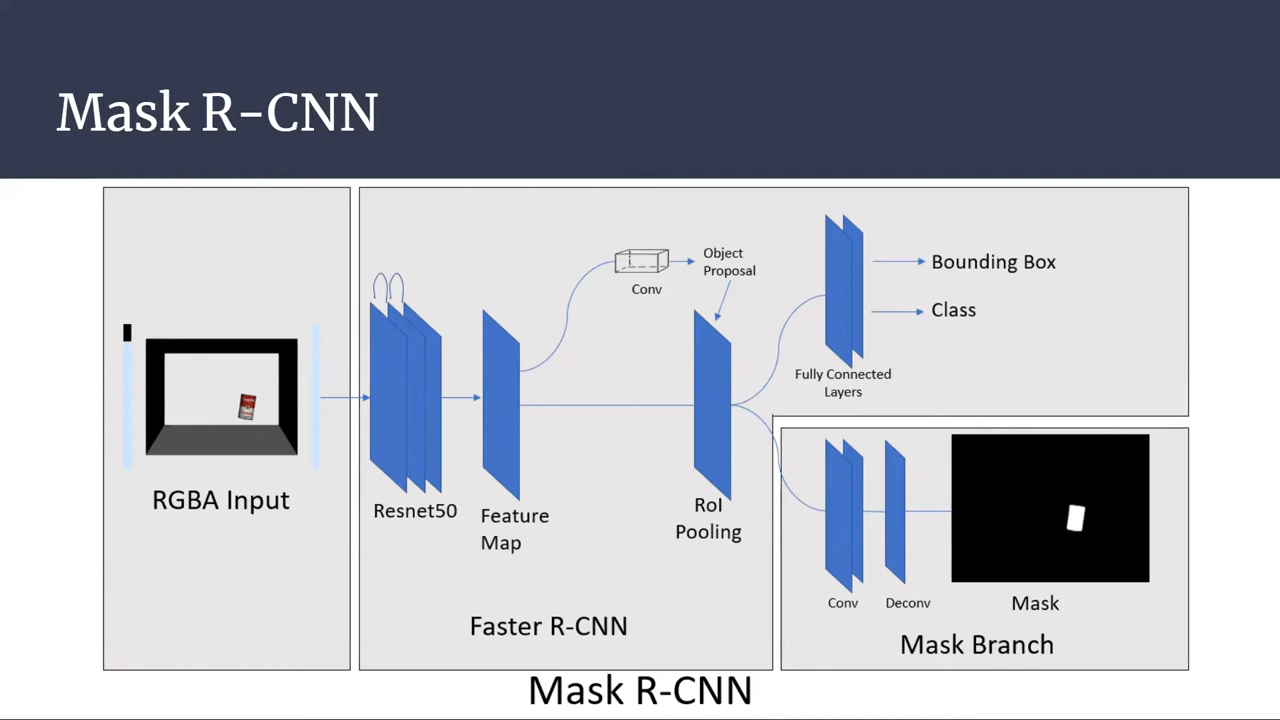 Mask R-CNN
RGBA Input
Resnet50
Feature
Map
Conv
Object
Proposal
RoI
Pooling
Fully Connected
Layers
Bounding Box
Class
Faster R-CNN
Conv
Deconv
Mask
Mask Branch
Mask R-CNN